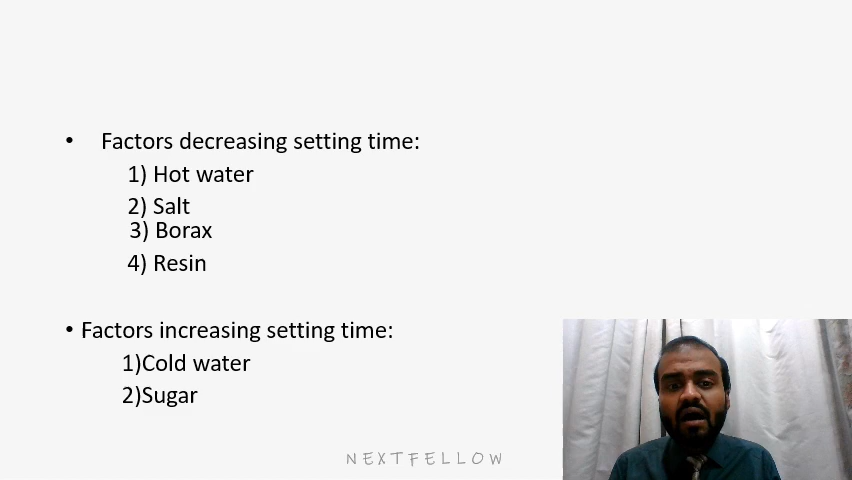 • Factors decreasing setting time:
1) Hot water
2) Salt
3) Borax
4) Resin
• Factors increasing setting time:
1)Cold water
2)Sugar
NEXTFELLOW